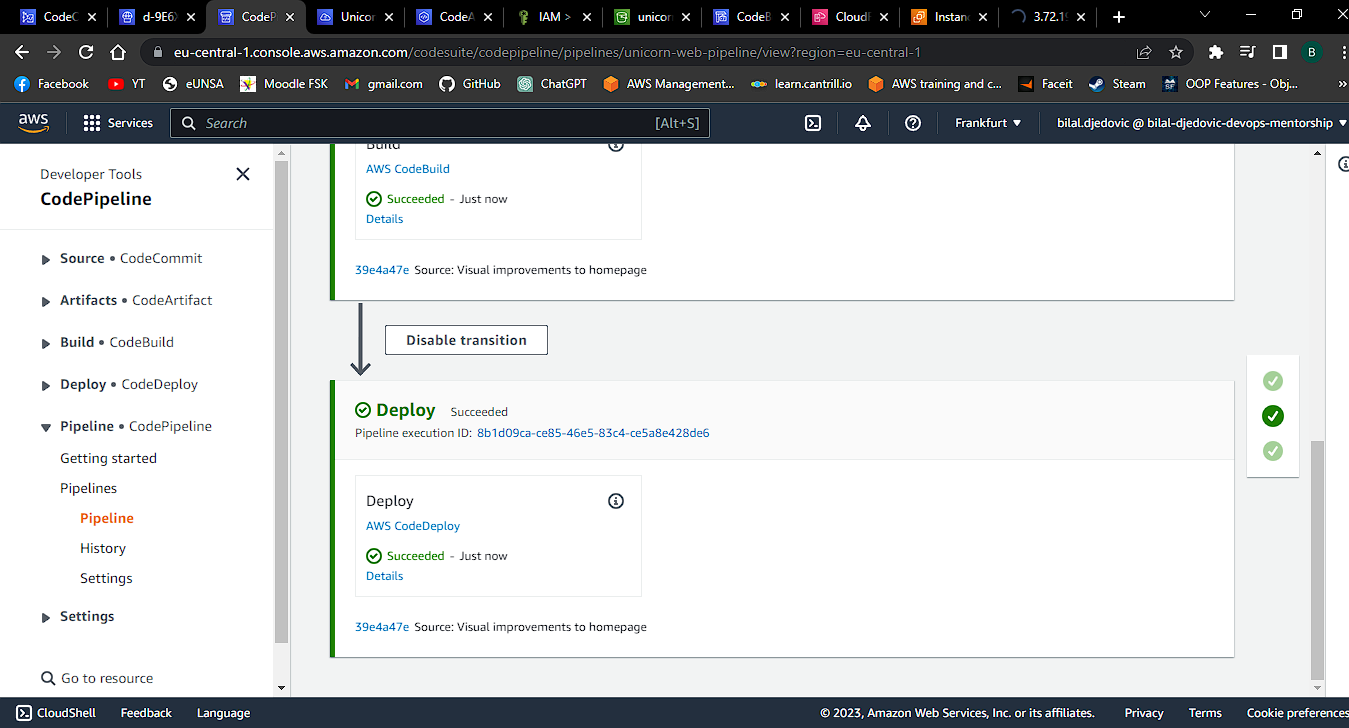 CodeC
d-9E6X
CodeP
Unicor
CodeA
IAM >
unicor
CodeB
CloudF
Instan
3.72.19
eu-central-1.console.aws.amazon.com/codesuite/codepipeline/pipelines/unicorn-web-pipeline/view?region=eu-central-1
B
Facebook
YT
eUNSA
Moodle FSK
gmail.com
GitHub
ChatGPT
AWS Management...
learn.cantrill.io
AWS training and c...
Faceit
Steam
OOP Features - Obj...
»
aws
Services
Search
[Alt+S]
Frankfurt
bilal.djedovic @ bilal-djedovic-devops-mentorship
Developer Tools
CodePipeline
Source • CodeCommit
Artifacts • CodeArtifact
Build • CodeBuild
Deploy • CodeDeploy
Pipeline • CodePipeline
Getting started
Pipelines
Pipeline
History
Settings
Settings
Go to resource
Build
AWS CodeBuild
Succeeded - Just now
Details
39e4a47e Source: Visual improvements to homepage
Disable transition
Deploy Succeeded
Pipeline execution ID: 8b1d09ca-ce85-46e5-83c4-ce5a8e428de6
Deploy
AWS CodeDeploy
Succeeded - Just now
Details
39e4a47e Source: Visual improvements to homepage
CloudShell
Feedback
Language
© 2023, Amazon Web Services, Inc. or its affiliates.
Privacy
Terms
Cookie preferences